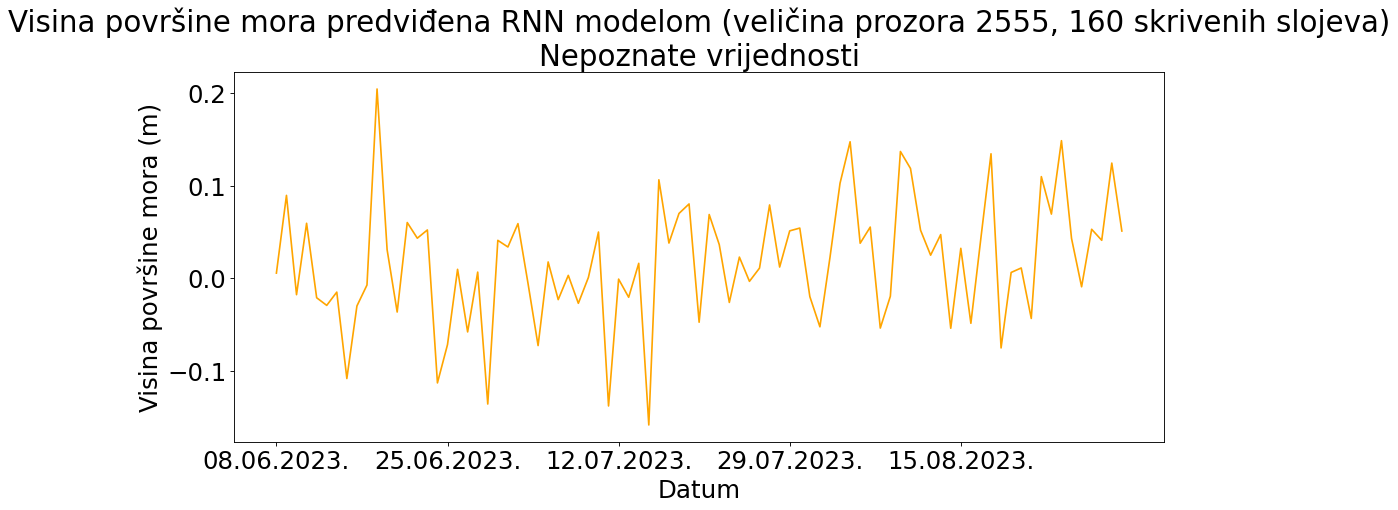 Visina površine mora predviđena RNN modelom (veličina prozora 2555, 160 skrivenih slojeva)
Nepoznate vrijednosti
Visina površine mora (m)
0.2
0.1
0.0
−0.1
08.06.2023. 25.06.2023. 12.07.2023. 29.07.2023. 15.08.2023.
Datum